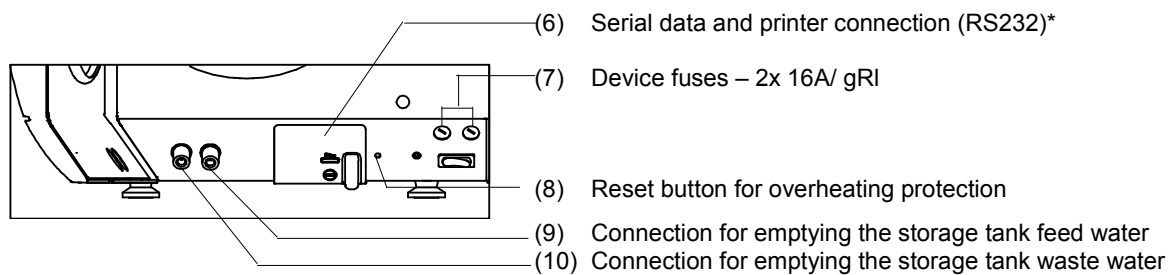 (6) Serial data and printer connection (RS232)*
(7) Device fuses – 2x 16A/ gRl
(8) Reset button for overheating protection
(9) Connection for emptying the storage tank feed water
(10) Connection for emptying the storage tank waste water